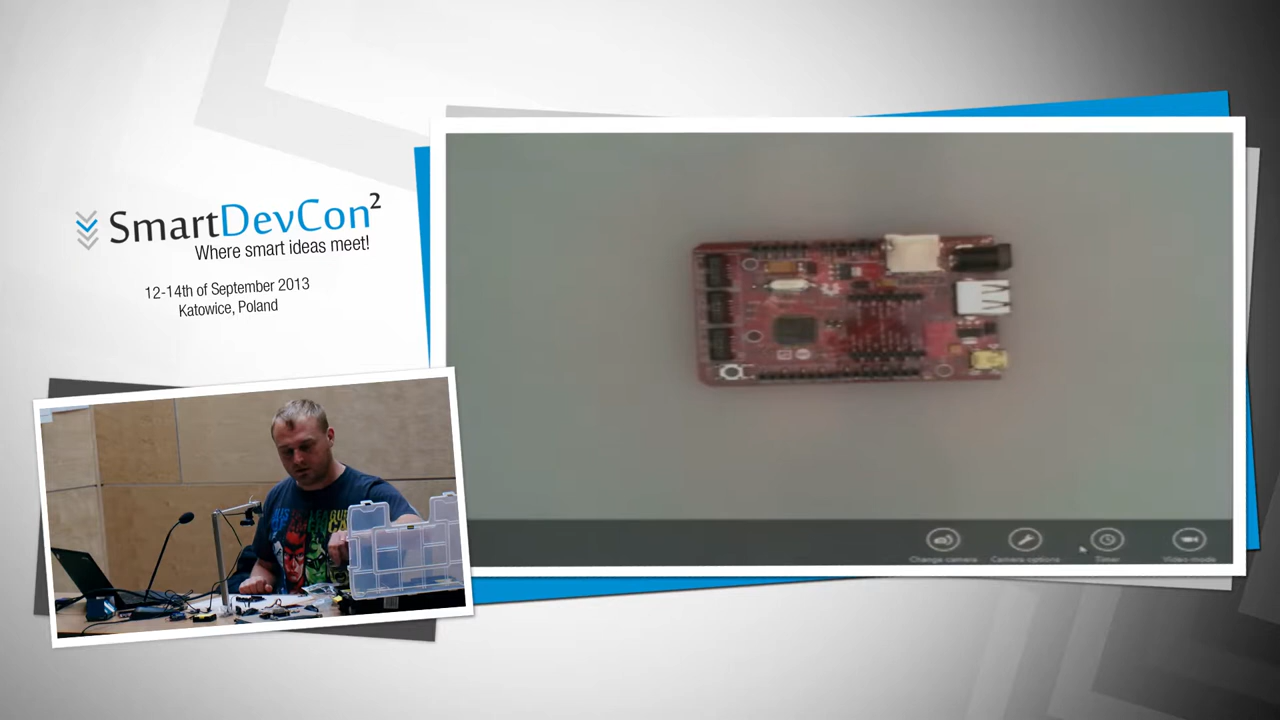 SmartDevCon²
Where smart ideas meet!
12-14th of September 2013
Katowice, Poland
Change camera
Camera options
Timer
Video mode